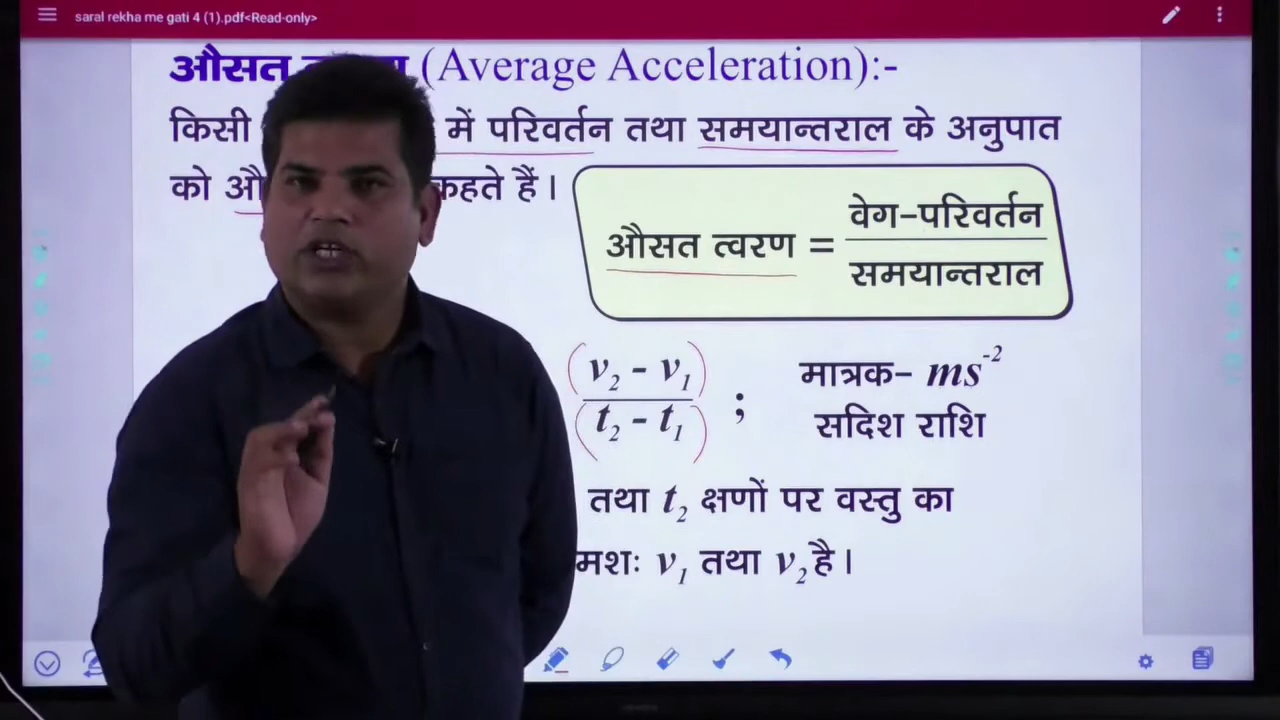 saral rekha me gati 4 (1).pdf<Read-only>
औसत (Average Acceleration):-
किसी में परिवर्तन तथा समयान्तराल के अनुपात
को कहते हैं।
औसत त्वरण = वेग-परिवर्तन / समयान्तराल
(v₂ - v₁) / (t₂ - t₁) ; मात्रक- ms⁻²
सदिश राशि
तथा t₂ क्षणों पर वस्तु का
v₁ तथा v₂ है।